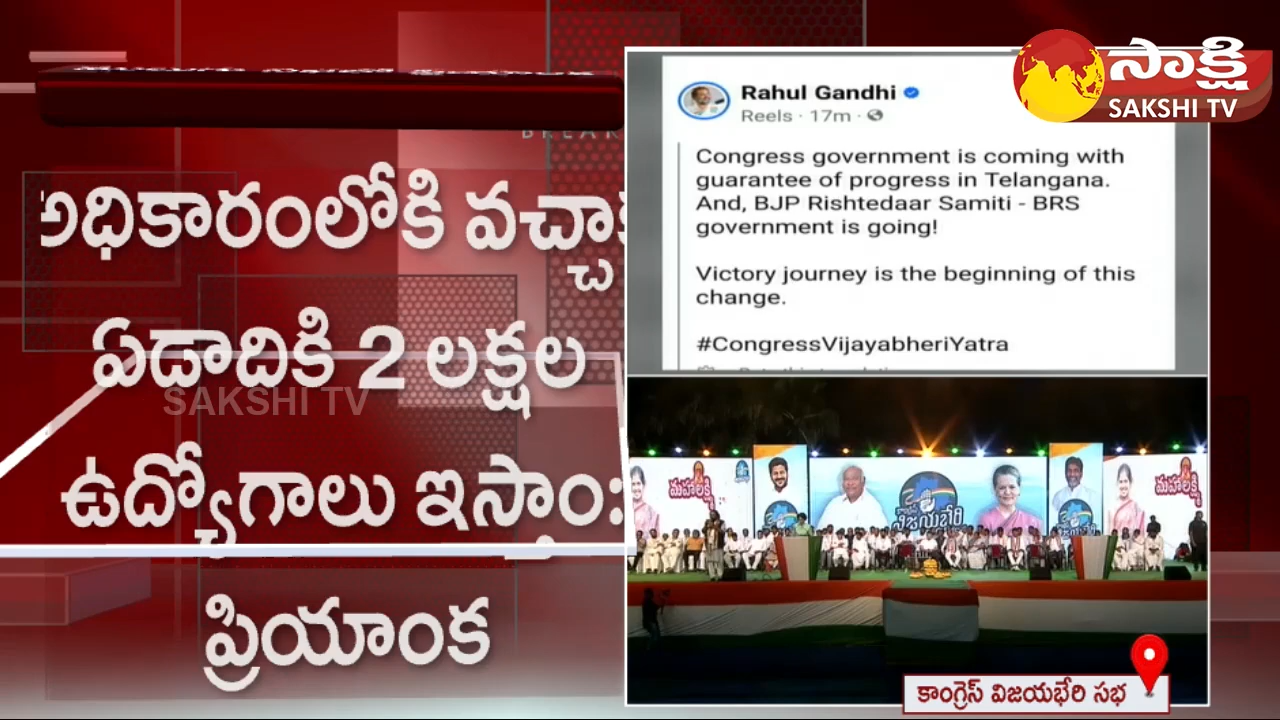 అధికారంలోకి వచ్చాక
ఏడాదికి 2 లక్షల
SAKSHI TV
ఉద్యోగాలు ఇస్తాం:
ప్రియాంక
Rahul Gandhi
Reels · 17m ·
Congress government is coming with
guarantee of progress in Telangana.
And, BJP Rishtedaar Samiti - BRS
government is going!
Victory journey is the beginning of this
change.
#CongressVijayabheriYatra
సాక్షి
SAKSHI TV
మహాలక్ష్మి
కాంగ్రెస్
విజయభేరి
మహాలక్ష్మి
కాంగ్రెస్ విజయభేరి సభ